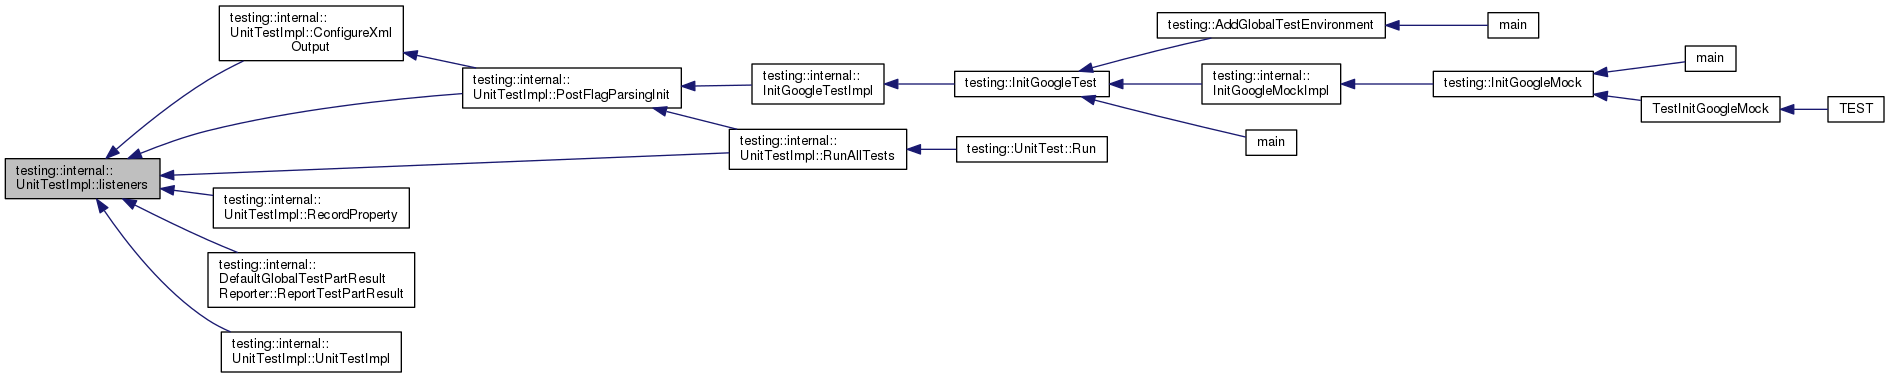 testing::internal::
UnitTestImpl::ConfigureXml
Output
testing::AddGlobalTestEnvironment
main
testing::internal::
UnitTestImpl::PostFlagParsingInit
testing::internal::
InitGoogleTestImpl
testing::InitGoogleTest
testing::internal::
InitGoogleMockImpl
testing::InitGoogleMock
main
TestInitGoogleMock
TEST
main
testing::internal::
UnitTestImpl::RunAllTests
testing::UnitTest::Run
testing::internal::
UnitTestImpl::listeners
testing::internal::
UnitTestImpl::RecordProperty
testing::internal::
DefaultGlobalTestPartResult
Reporter::ReportTestPartResult
testing::internal::
UnitTestImpl::UnitTestImpl